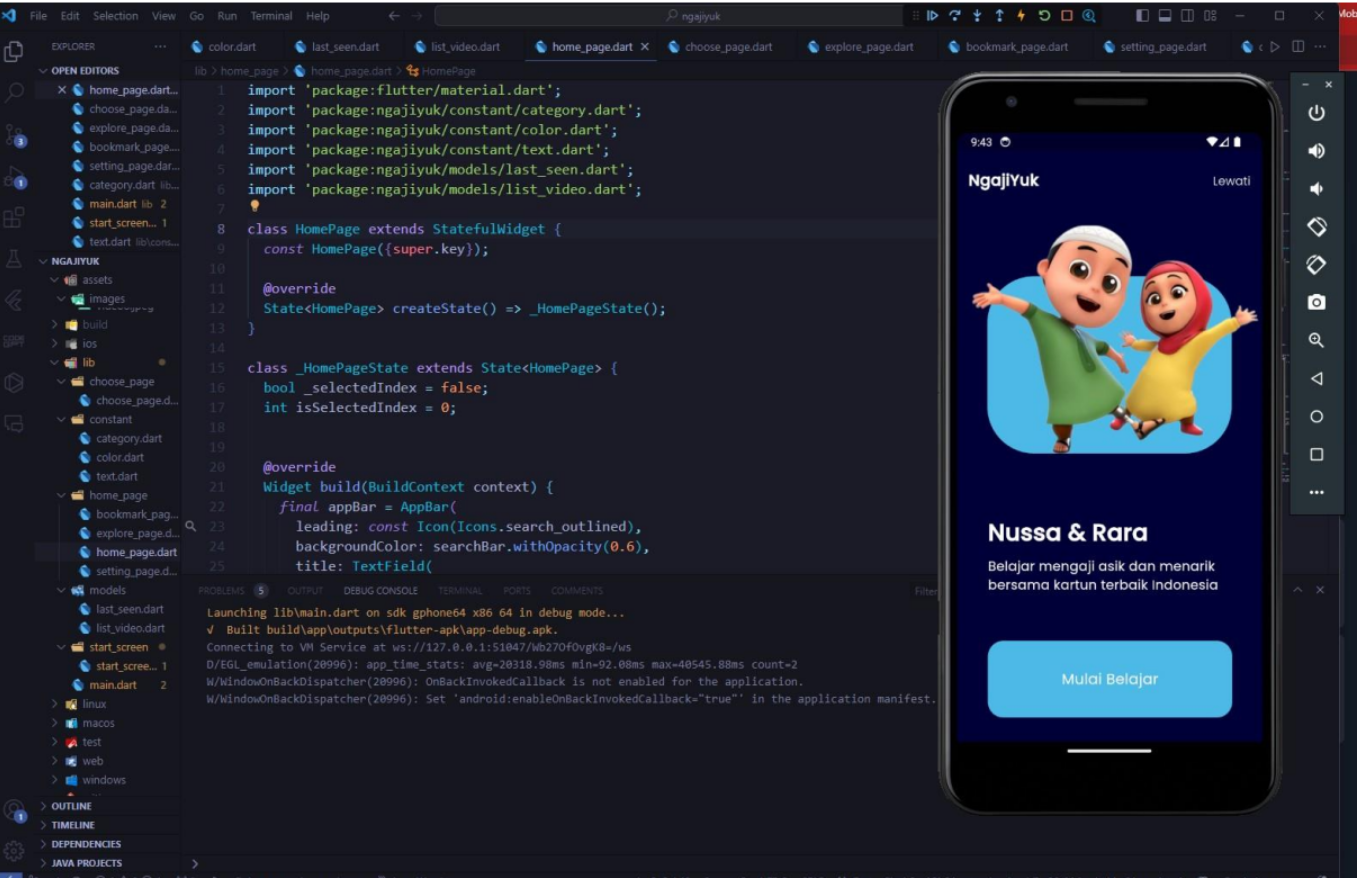 File Edit Selection View Go Run Terminal Help
ngajiyuk
Mob
EXPLORER
color.dart last_seen.dart list_video.dart home_page.dart choose_page.dart explore_page.dart bookmark_page.dart setting_page.dart
OPEN EDITORS
home_page.dart...
choose_page.da...
explore_page.da...
bookmark_page....
setting_page.dar...
category.dart lib...
main.dart lib 2
start_screen... 1
text.dart lib\cons...
NGAJIYUK
assets
images
build
ios
lib
choose_page
choose_page.d...
constant
category.dart
color.dart
text.dart
home_page
bookmark_pag...
explore_page.d...
home_page.dart
setting_page.d...
models
last_seen.dart
list_video.dart
start_screen
start_scree... 1
main.dart 2
linux
macos
test
web
windows
OUTLINE
TIMELINE
DEPENDENCIES
JAVA PROJECTS
3
1
1
lib > home_page > home_page.dart > HomePage
1 import 'package:flutter/material.dart';
2 import 'package:ngajiyuk/constant/category.dart';
3 import 'package:ngajiyuk/constant/color.dart';
4 import 'package:ngajiyuk/constant/text.dart';
5 import 'package:ngajiyuk/models/last_seen.dart';
6 import 'package:ngajiyuk/models/list_video.dart';
7
8 class HomePage extends StatefulWidget {
9 const HomePage({super.key});
10
11 @override
12 State<HomePage> createState() => _HomePageState();
13 }
14
15 class _HomePageState extends State<HomePage> {
16 bool _selectedIndex = false;
17 int isSelectedIndex = 0;
18
19
20 @override
21 Widget build(BuildContext context) {
22 final appBar = AppBar(
23 leading: const Icon(Icons.search_outlined),
24 backgroundColor: searchBar.withOpacity(0.6),
25 title: TextField(
PROBLEMS 5 OUTPUT DEBUG CONSOLE TERMINAL PORTS COMMENTS Filter
Launching lib\main.dart on sdk gphone64 x86 64 in debug mode...
√ Built build\app\outputs\flutter-apk\app-debug.apk.
Connecting to VM Service at ws://127.0.0.1:51047/Wb27OfOvgK8=/ws
D/EGL_emulation(20996): app_time_stats: avg=20318.98ms min=92.08ms max=40545.88ms count=2
W/WindowOnBackDispatcher(20996): OnBackInvokedCallback is not enabled for the application.
W/WindowOnBackDispatcher(20996): Set 'android:enableOnBackInvokedCallback="true"' in the application manifest.
9:43
NgajiYuk Lewati
Nussa & Rara
Belajar mengaji asik dan menarik
bersama kartun terbaik Indonesia
Mulai Belajar